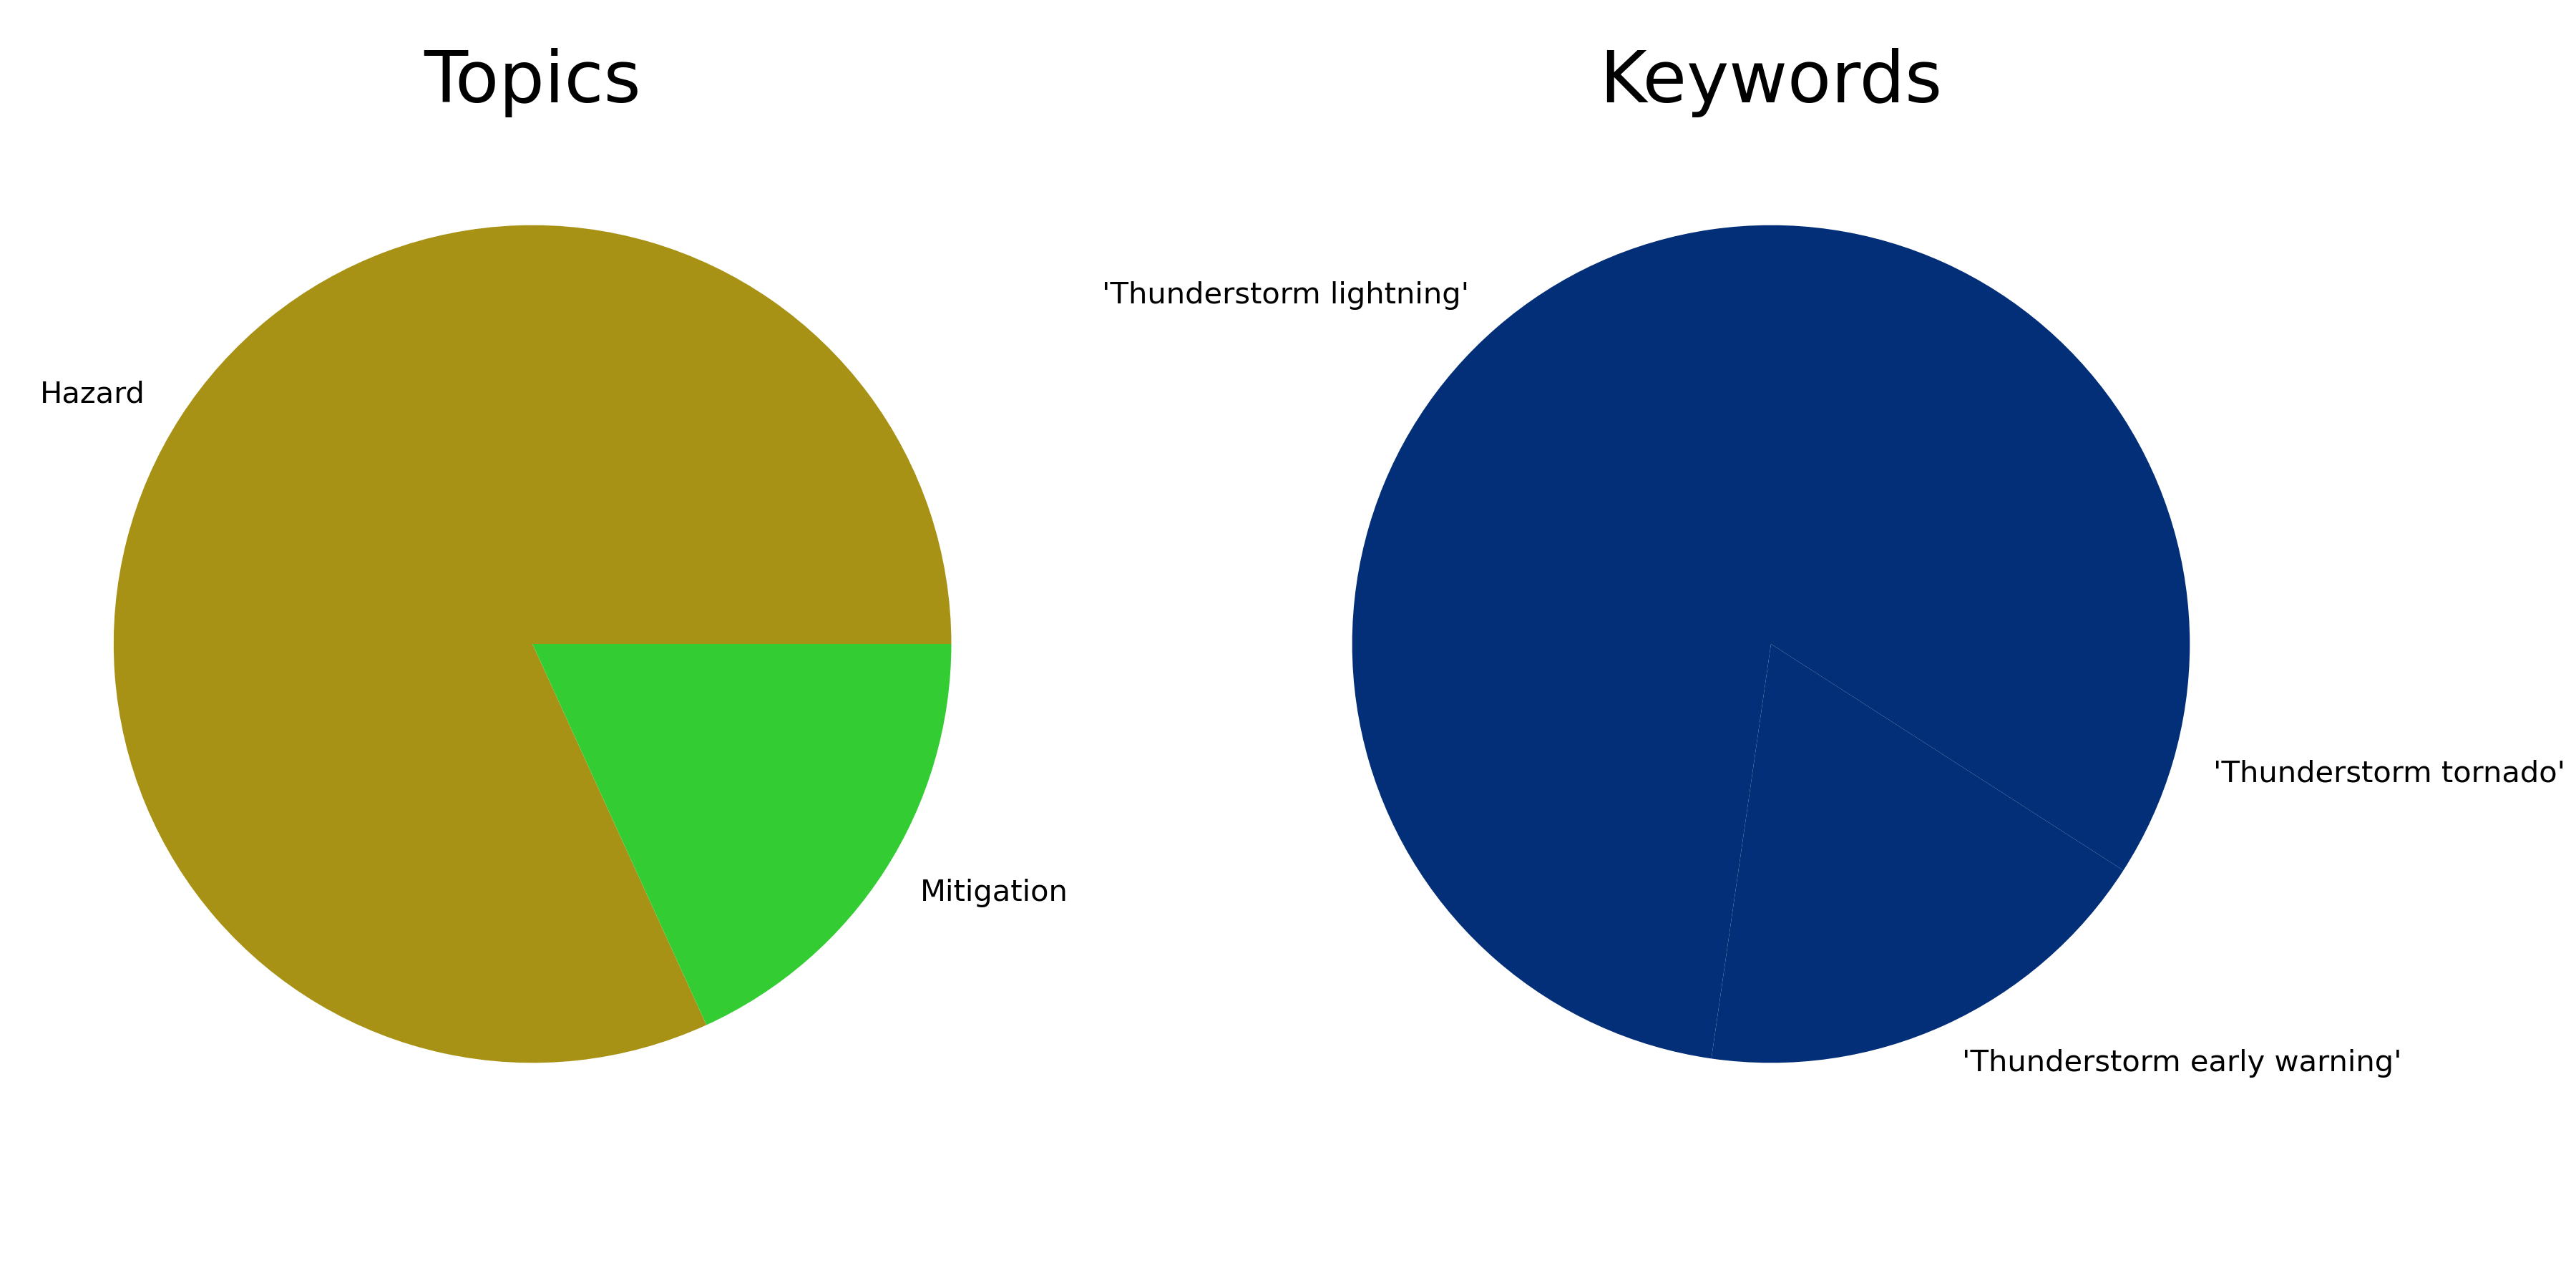 Topics
Hazard
Mitigation
Keywords
'Thunderstorm lightning'
'Thunderstorm tornado'
'Thunderstorm early warning'